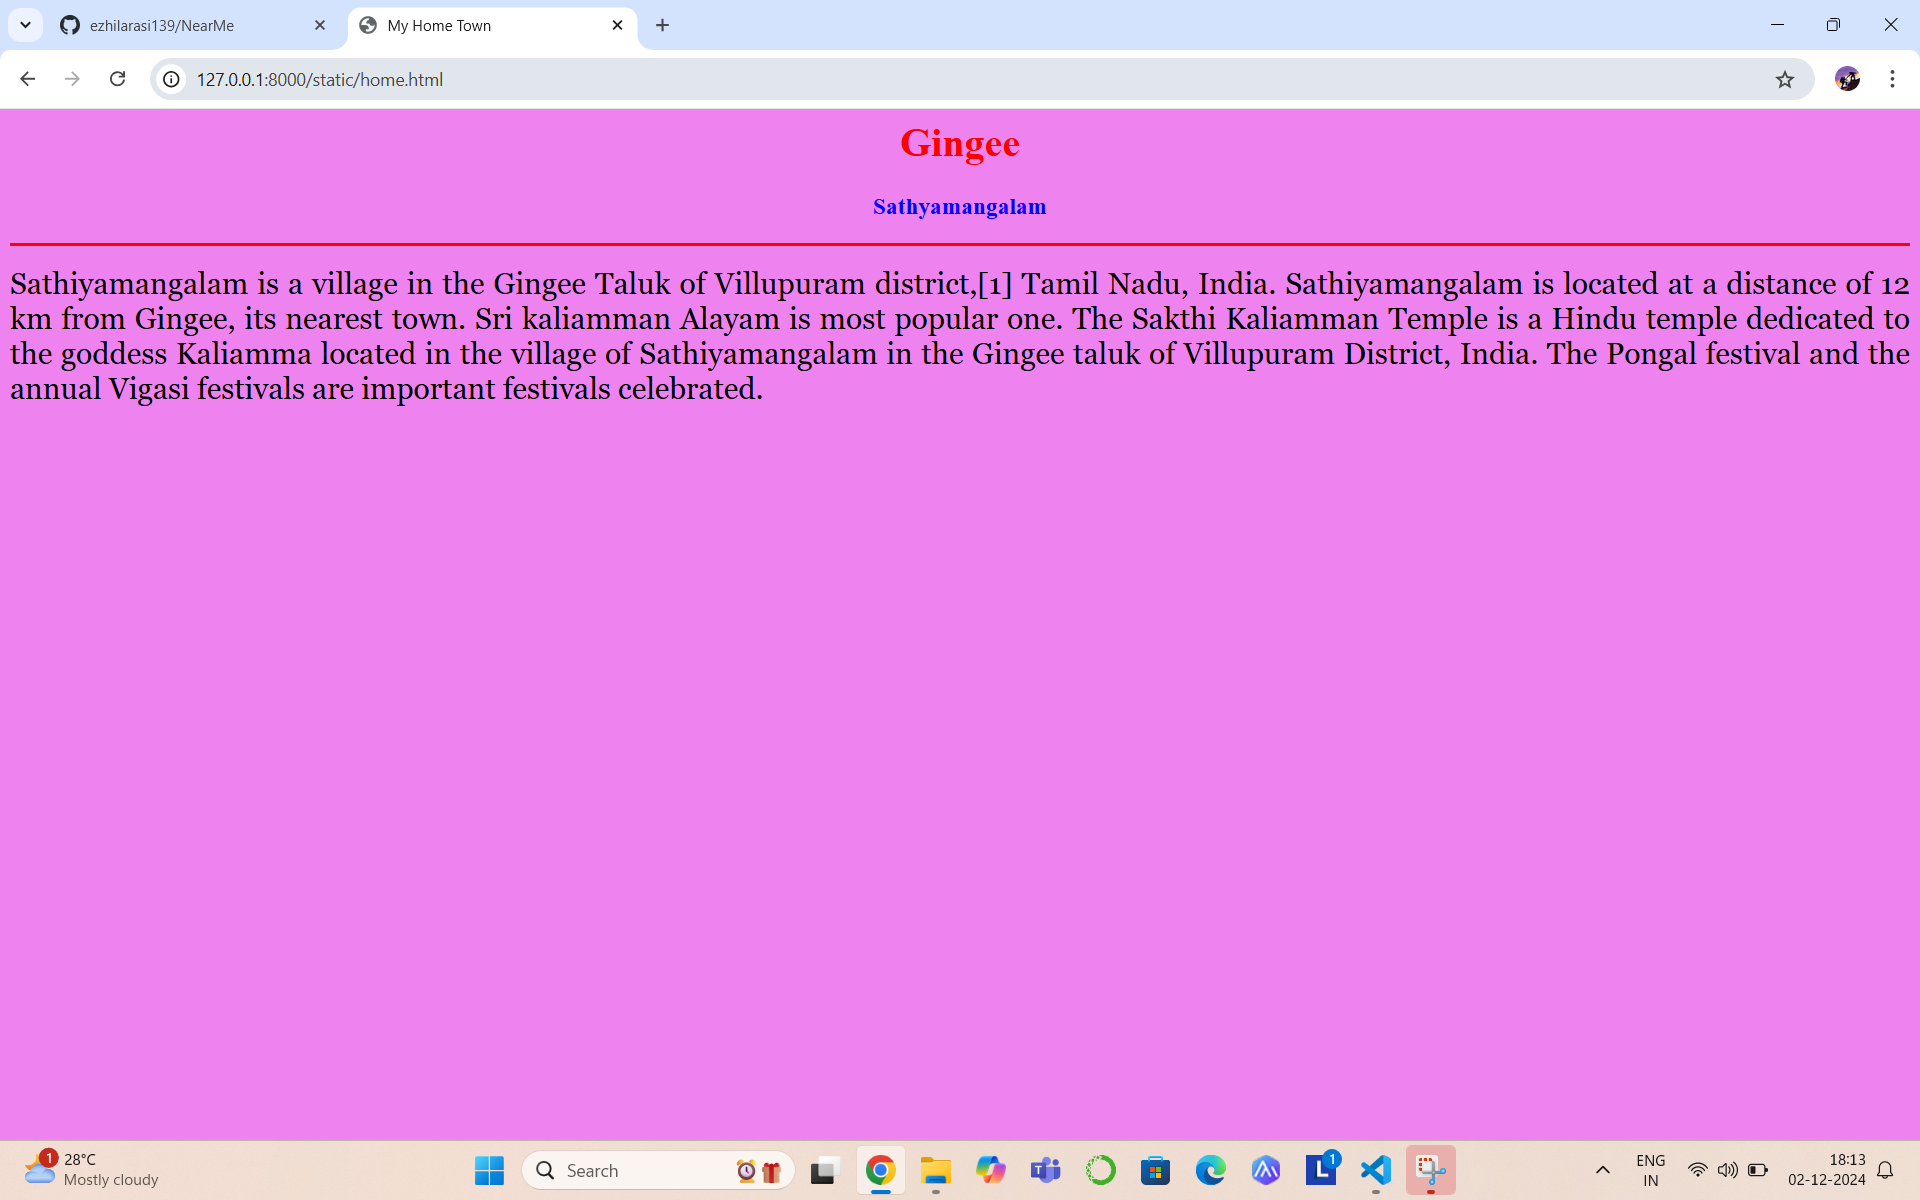 ezhilarasi139/NearMe
My Home Town
127.0.0.1:8000/static/home.html
Gingee
Sathyamangalam
Sathiyamangalam is a village in the Gingee Taluk of Villupuram district,[1] Tamil Nadu, India. Sathiyamangalam is located at a distance of 12
km from Gingee, its nearest town. Sri kaliamman Alayam is most popular one. The Sakthi Kaliamman Temple is a Hindu temple dedicated to
the goddess Kaliamma located in the village of Sathiyamangalam in the Gingee taluk of Villupuram District, India. The Pongal festival and the
annual Vigasi festivals are important festivals celebrated.
1
28°C
Mostly cloudy
Search
L
1
ENG
IN
18:13
02-12-2024